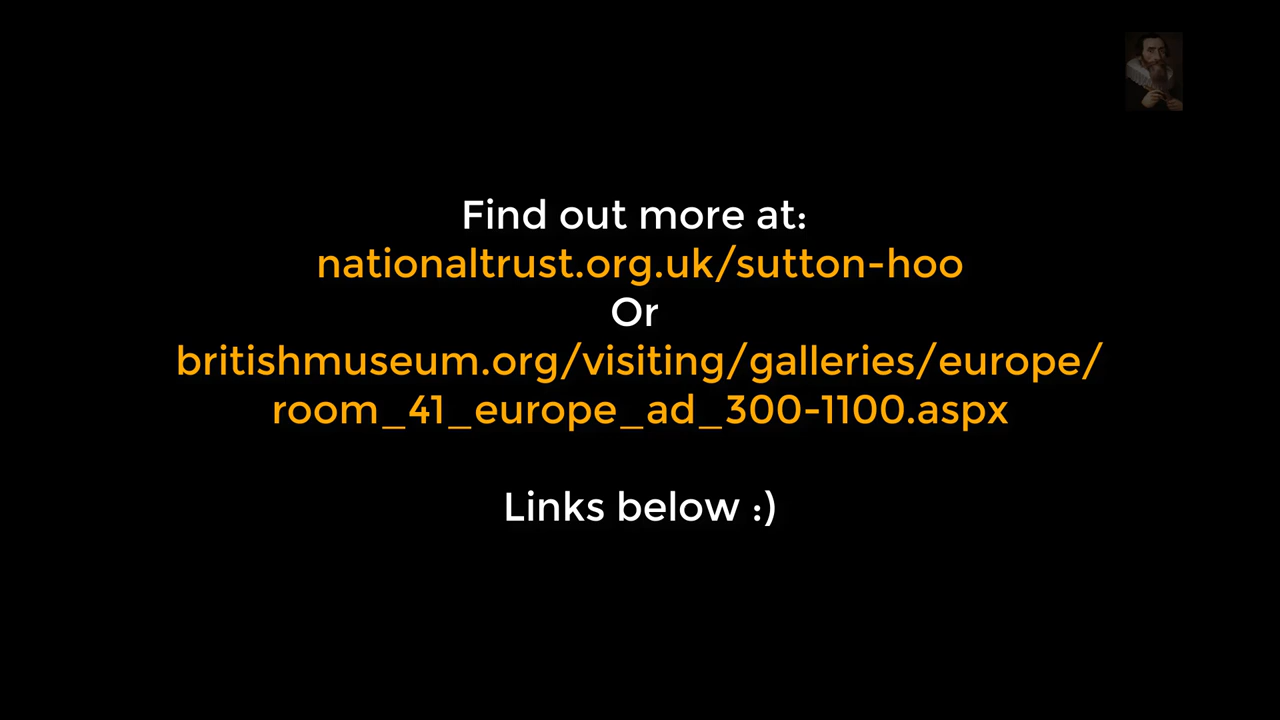 Find out more at:
nationaltrust.org.uk/sutton-hoo
Or
britishmuseum.org/visiting/galleries/europe/
room_41_europe_ad_300-1100.aspx
Links below :)